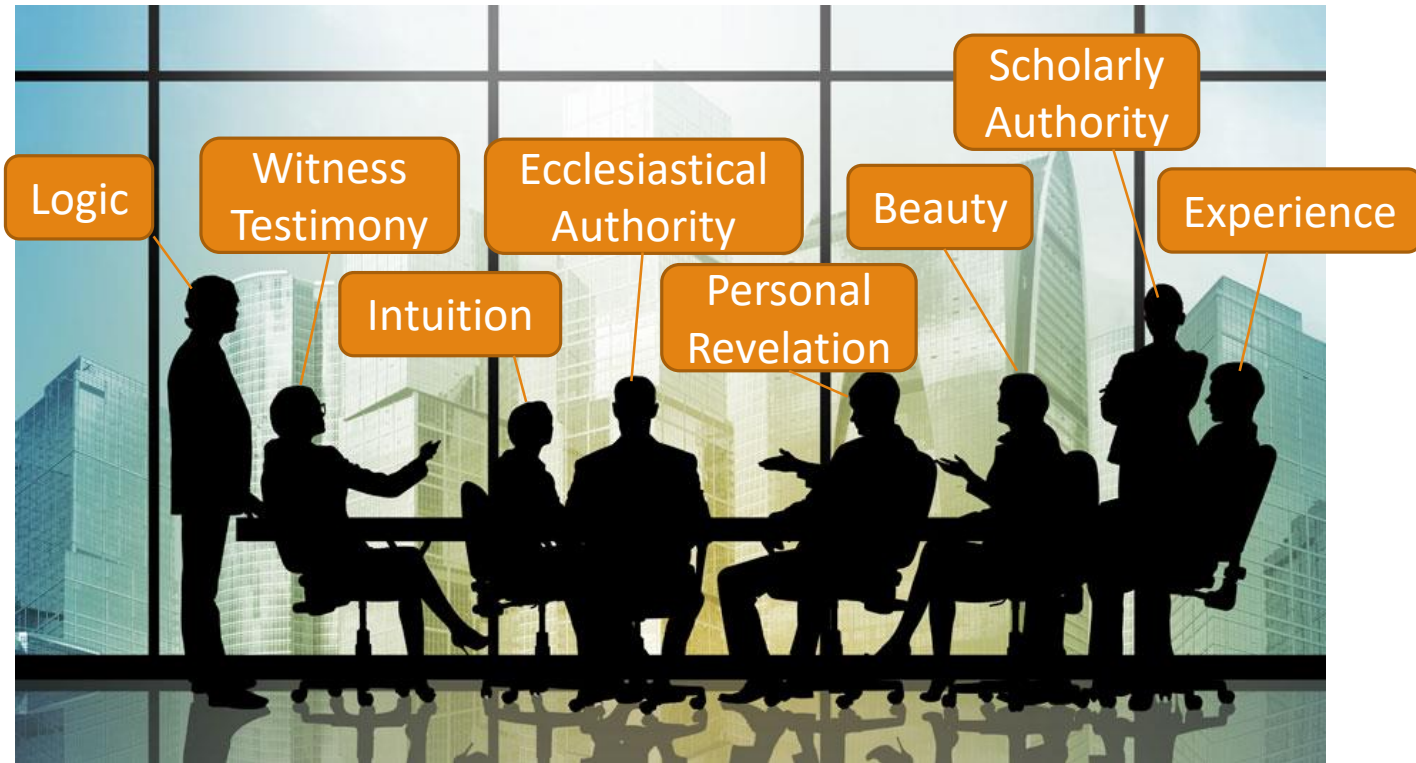 Logic
Witness
Testimony
Intuition
Ecclesiastical
Authority
Personal
Revelation
Beauty
Scholarly
Authority
Experience